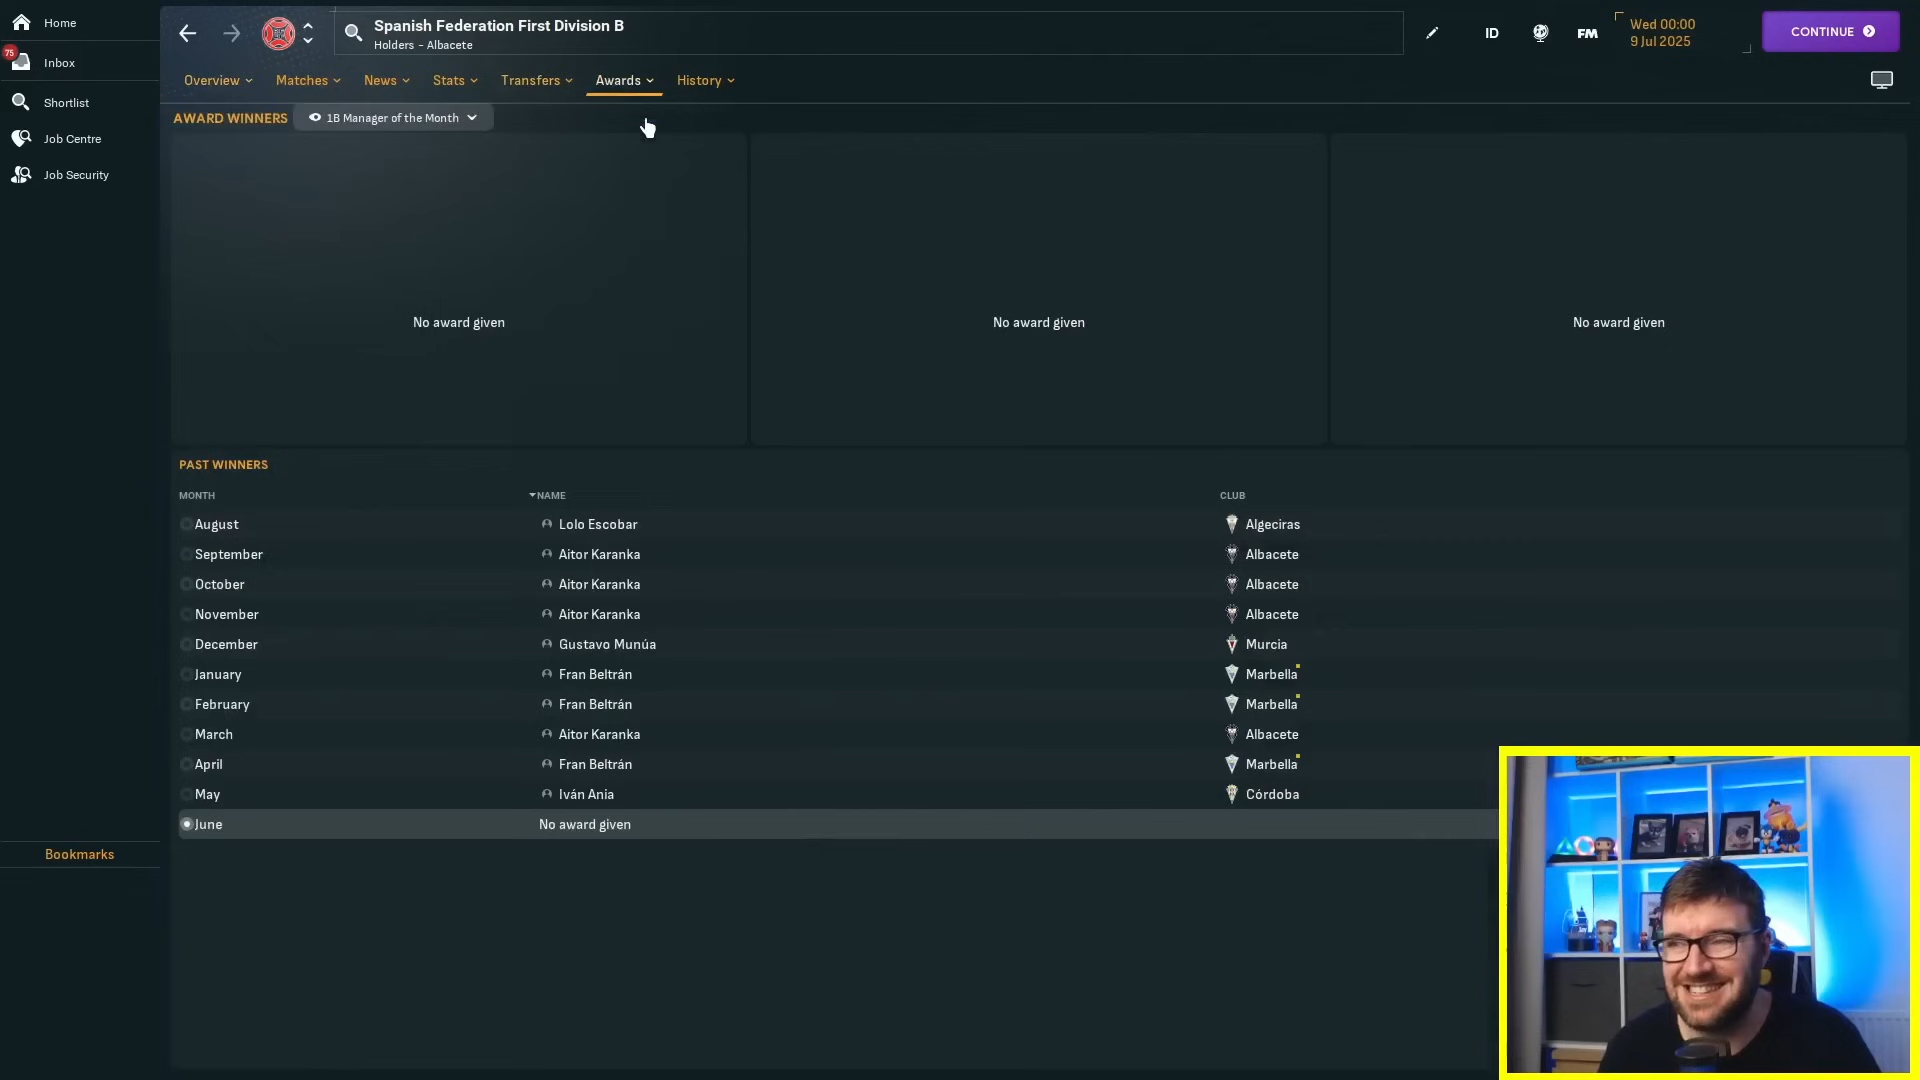 Home
75
Inbox
Shortlist
Job Centre
Job Security
Bookmarks
Spanish Federation First Division B
Holders - Albacete
ID
FM
Wed 00:00
9 Jul 2025
CONTINUE
Overview Matches News Stats Transfers Awards History
AWARD WINNERS 1B Manager of the Month
No award given No award given No award given
PAST WINNERS
MONTH NAME CLUB
August Lolo Escobar Algeciras
September Aitor Karanka Albacete
October Aitor Karanka Albacete
November Aitor Karanka Albacete
December Gustavo Munúa Murcia
January Fran Beltrán Marbella
February Fran Beltrán Marbella
March Aitor Karanka Albacete
April Fran Beltrán Marbella
May Iván Ania Córdoba
June No award given